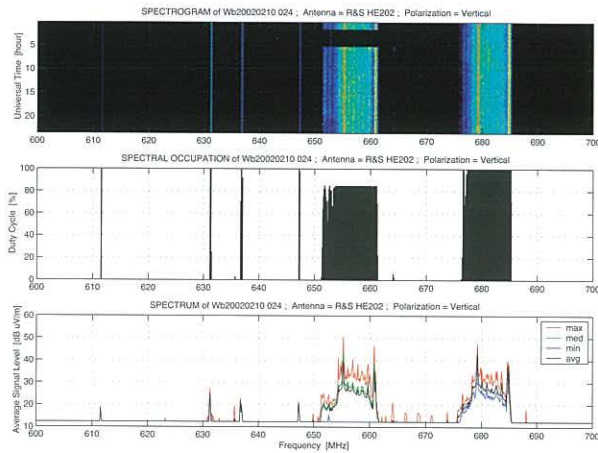 SPECTROGRAM of Wb20020210 024 ; Antenna = R&S HE202 ; Polarization = Vertical
Universal Time [hour]
5
10
15
20
600 610 620 630 640 650 660 670 680 690 700
SPECTRAL OCCUPATION of Wb20020210 024 ; Antenna = R&S HE202 ; Polarization = Vertical
Duty Cycle [%]
100
80
60
40
20
0
600 610 620 630 640 650 660 670 680 690 700
SPECTRUM of Wb20020210 024 ; Antenna = R&S HE202 ; Polarization = Vertical
Average Signal Level [dB uV/m]
60
50
40
30
20
10
max
med
min
avg
600 610 620 630 640 650 660 670 680 690 700
Frequency [MHz]